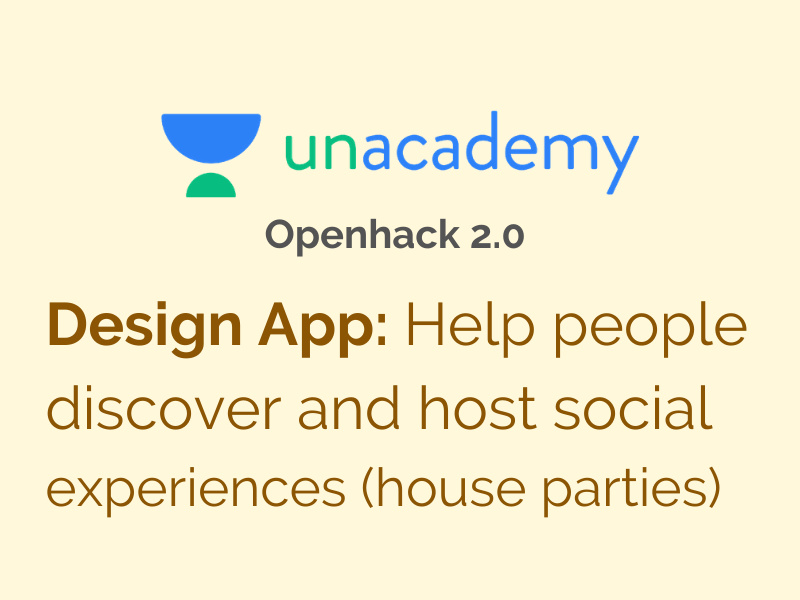 unacademy
Openhack 2.0
Design App: Help people
discover and host social
experiences (house parties)